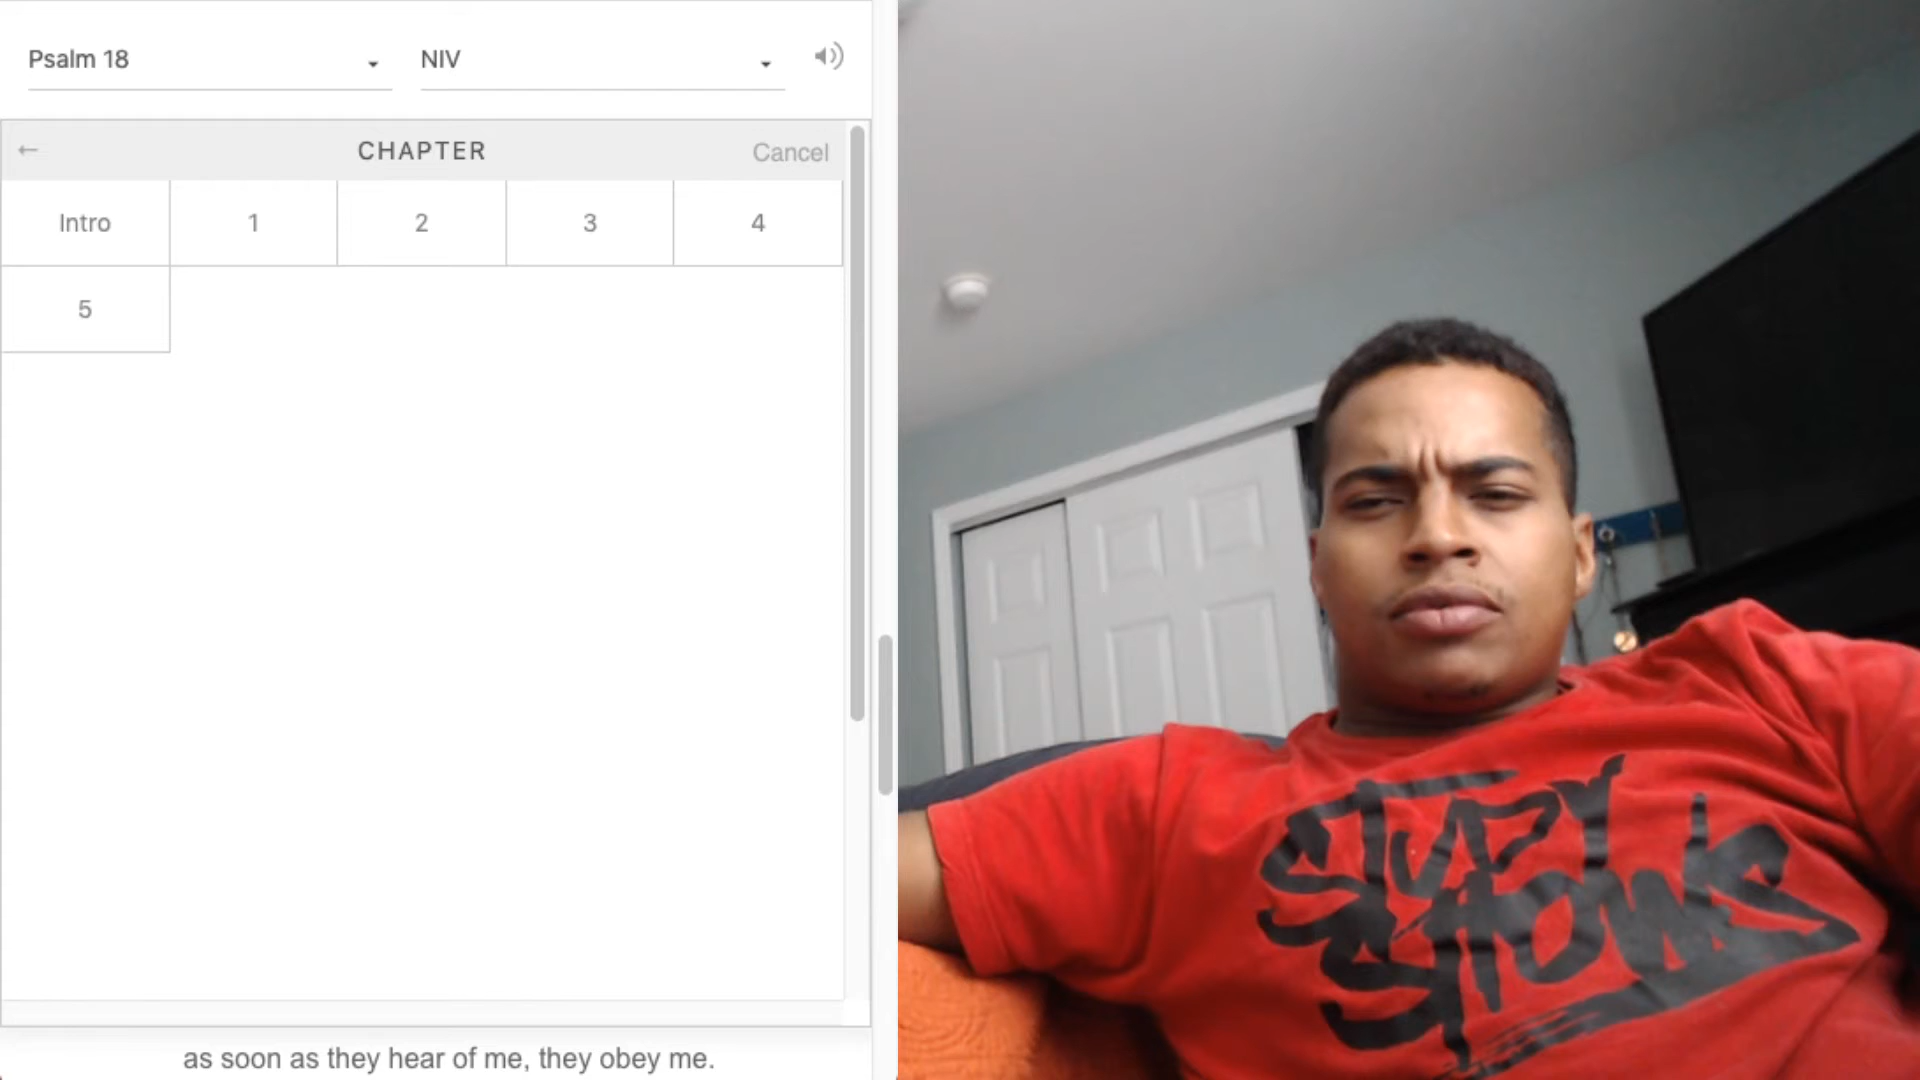 Psalm 18
NIV
←
CHAPTER
Cancel
Intro
1
2
3
4
5
as soon as they hear of me, they obey me.